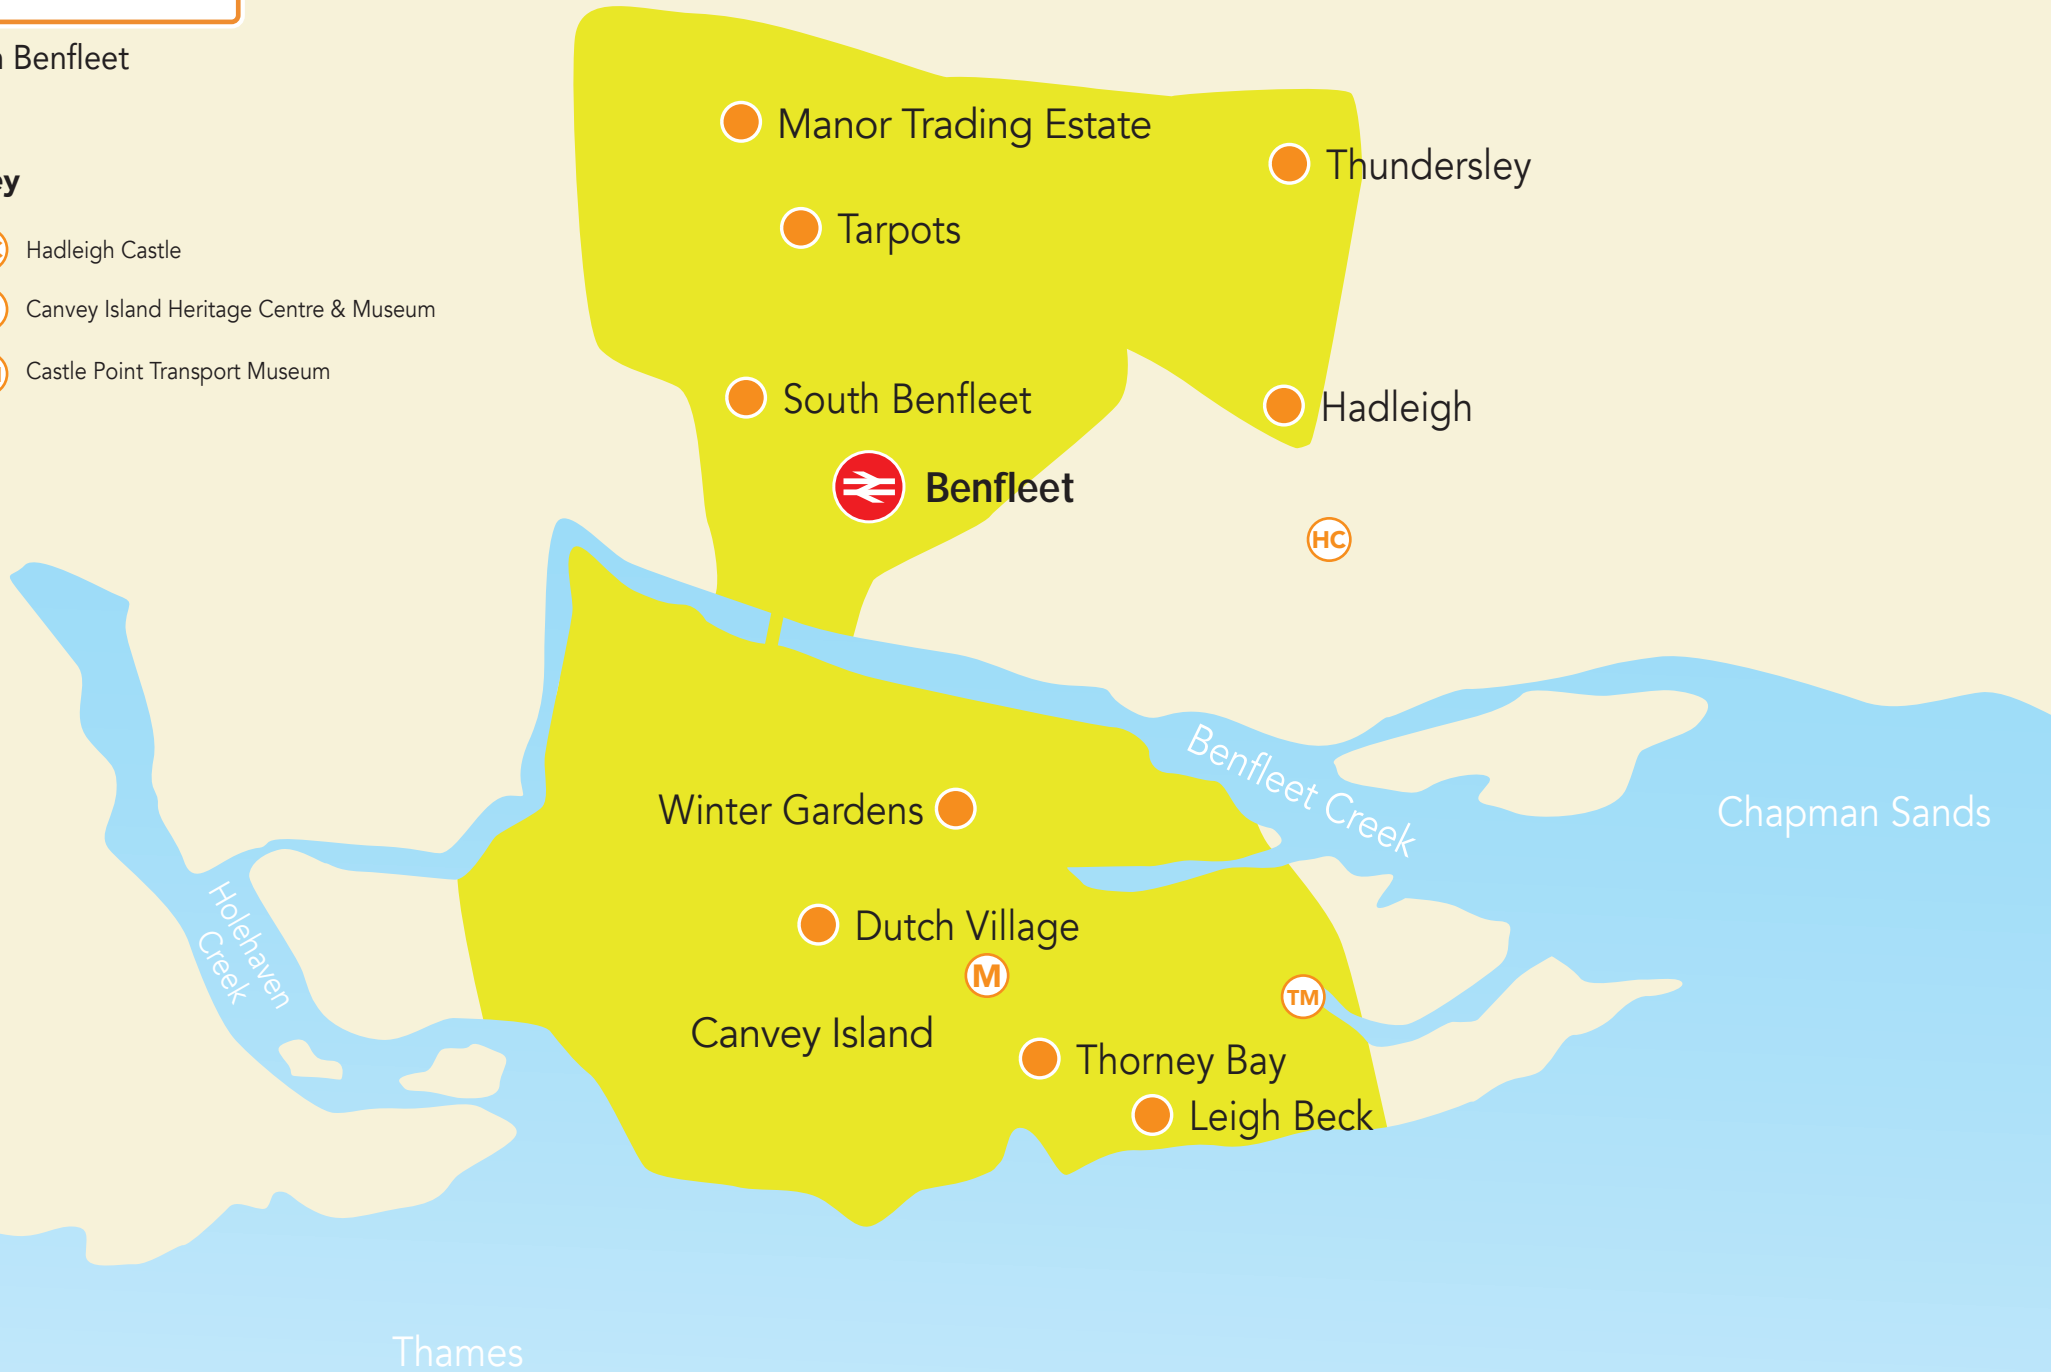 Benfleet
Hadleigh Castle
Canvey Island Heritage Centre & Museum
Castle Point Transport Museum
Manor Trading Estate
Thundersley
Tarpots
South Benfleet
Hadleigh
Benfleet
HC
Benfleet Creek
Chapman Sands
Winter Gardens
Holehaven
Creek
Dutch Village
M
TM
Canvey Island
Thorney Bay
Leigh Beck
Thames